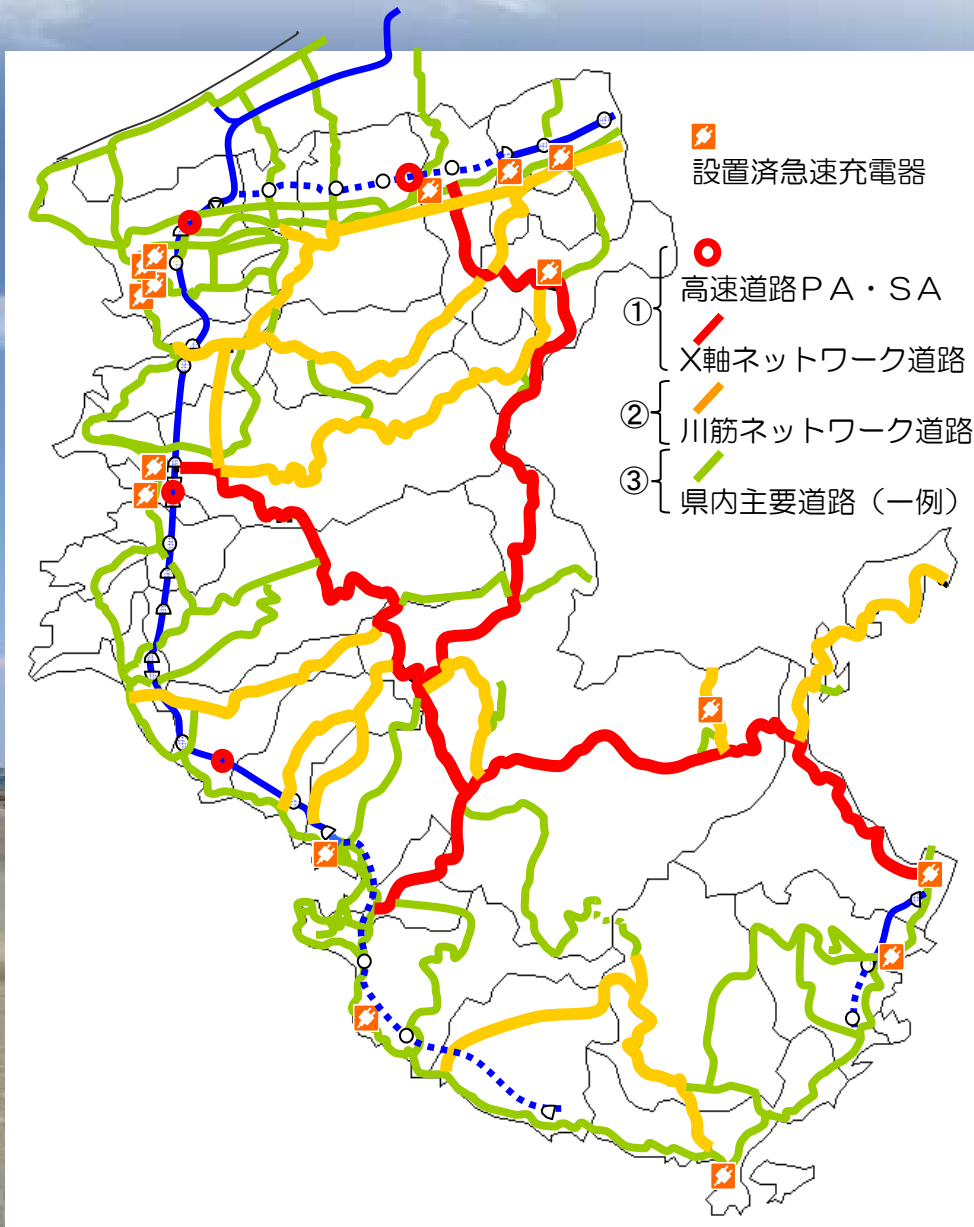 設置済急速充電器
①
高速道路ＰＡ・ＳＡ
X軸ネットワーク道路
②
川筋ネットワーク道路
③
県内主要道路（一例）